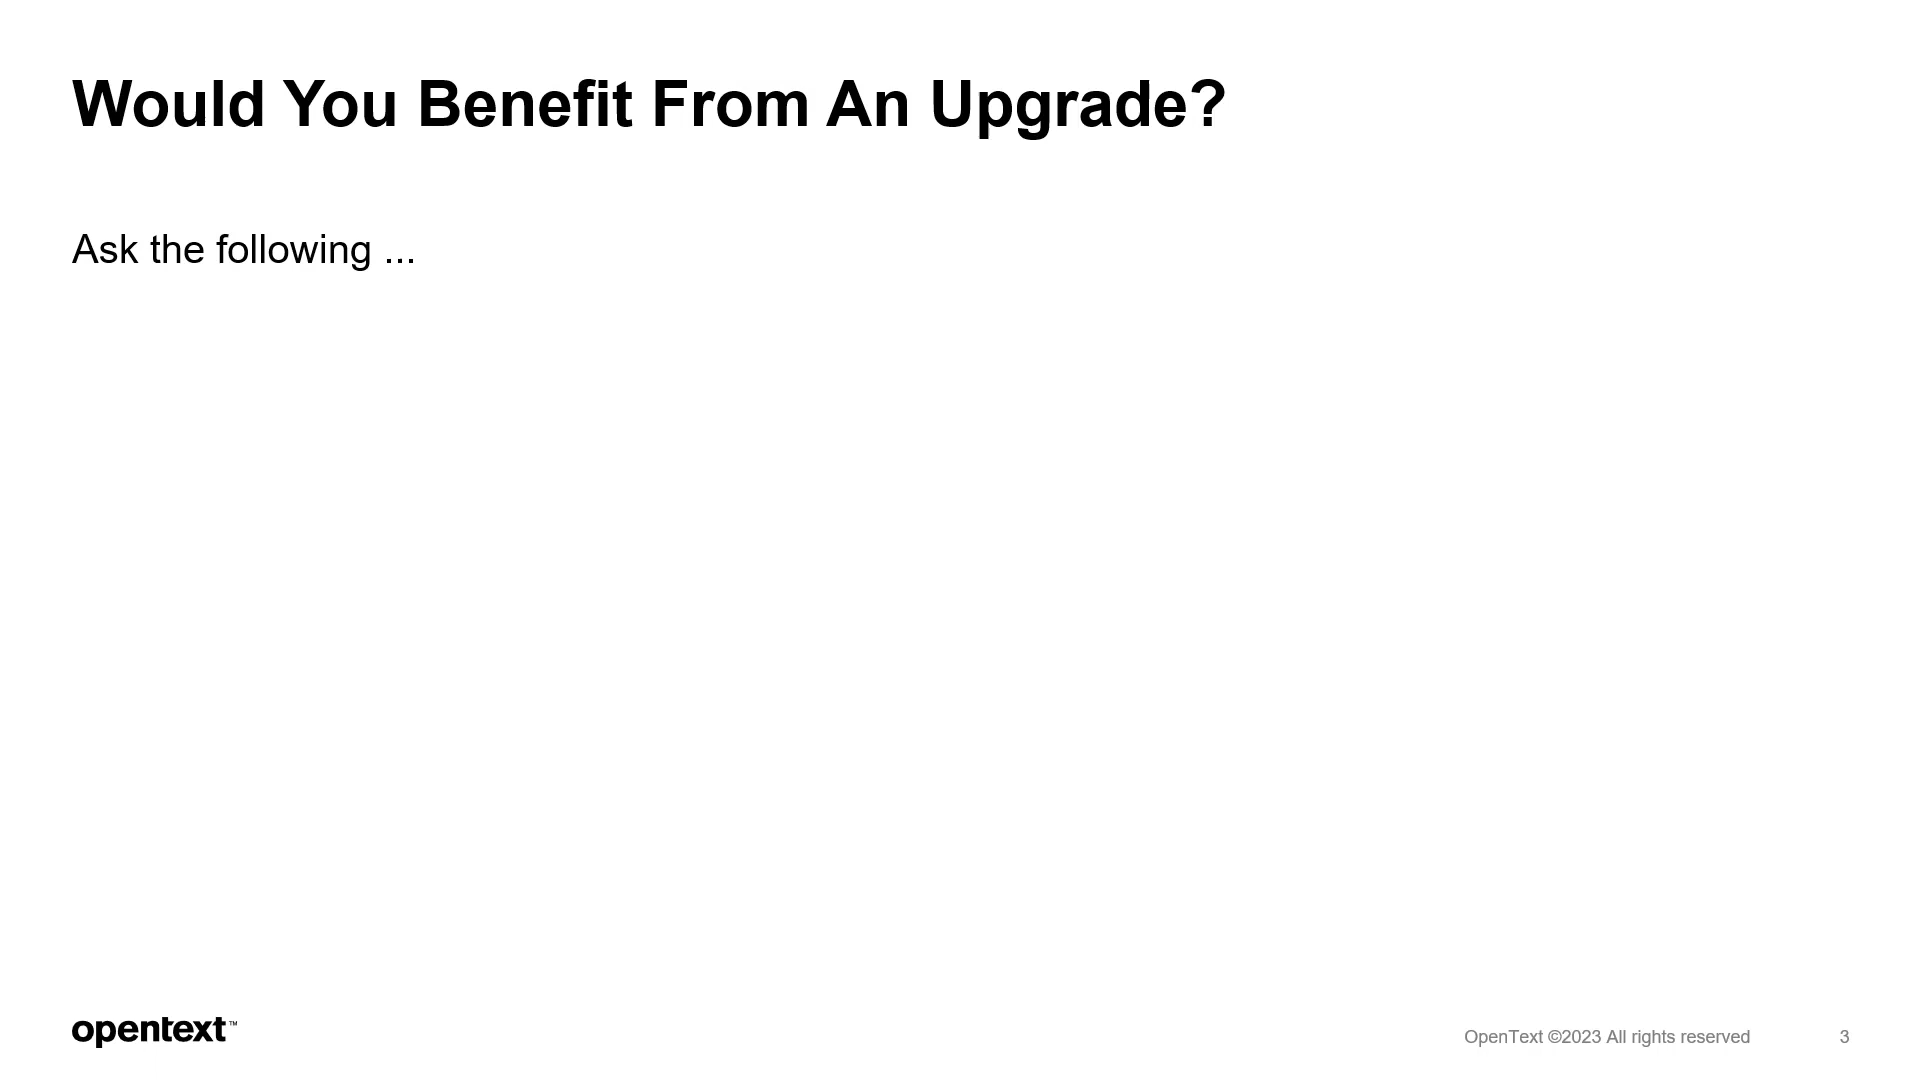 Would You Benefit From An Upgrade?
Ask the following ...
opentext™
OpenText ©2023 All rights reserved
3